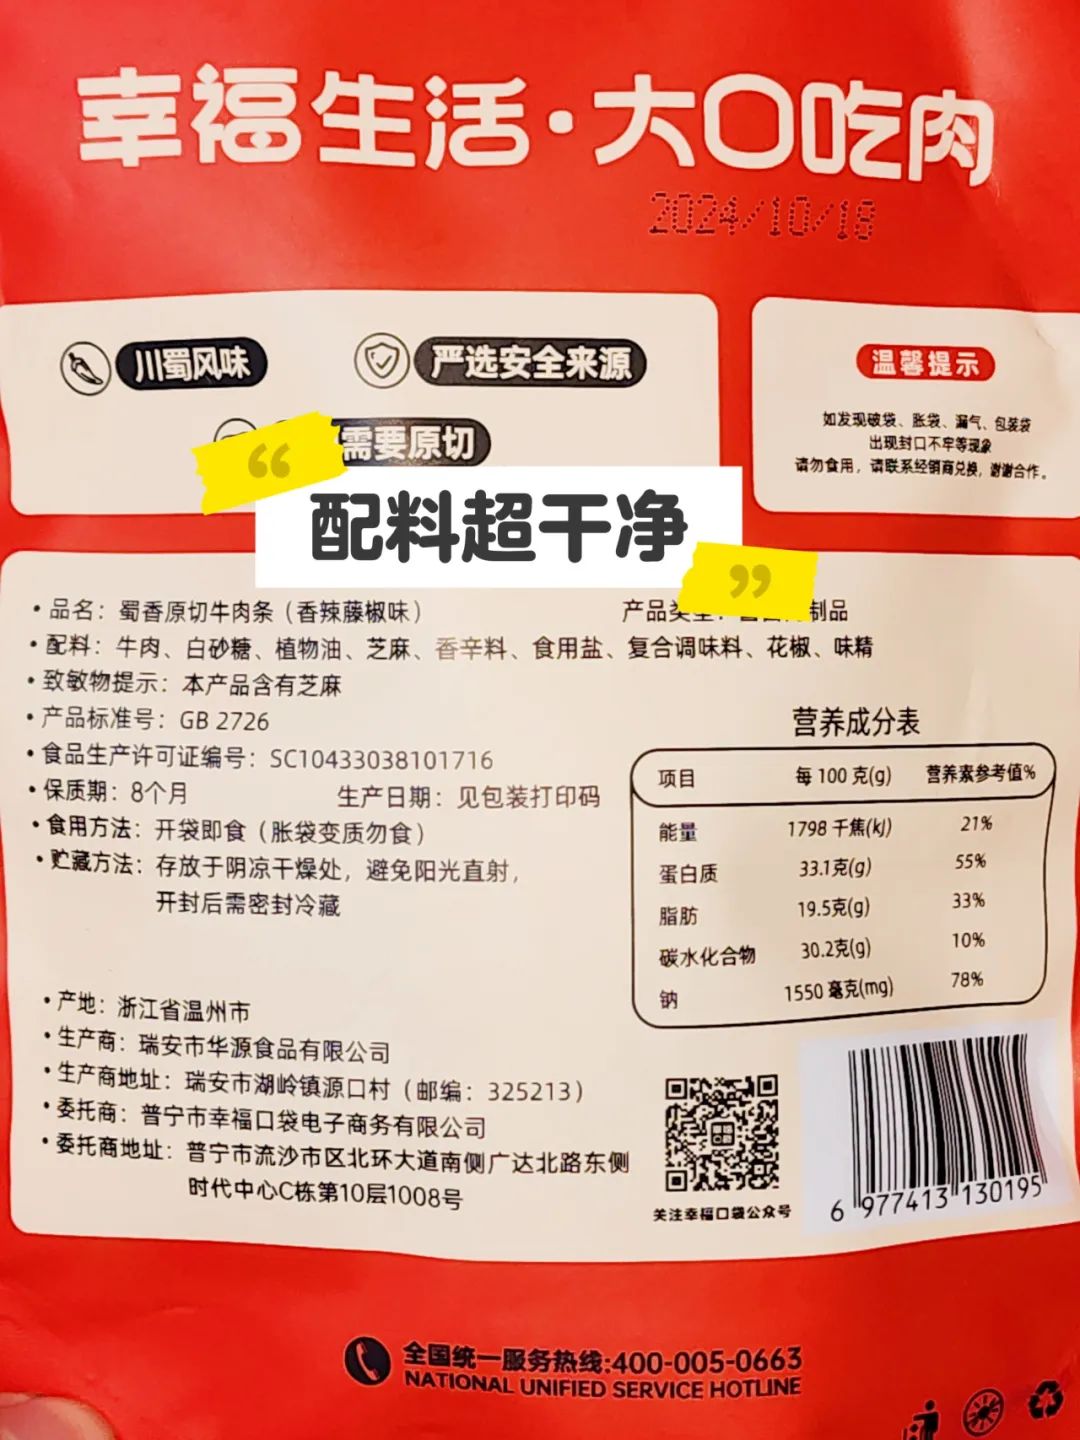 幸福生活·大口吃肉
2024/10/18
川蜀风味
严选安全来源
需要原切
温馨提示
如发现破袋、胀袋、漏气、包装袋
出现封口不牢等现象
请勿食用，请联系经销商兑换，谢谢合作。
“
配料超干净
”
•品名：蜀香原切牛肉条（香辣藤椒味）
产品类型：
制品
•配料：牛肉、白砂糖、植物油、芝麻、香辛料、食用盐、复合调味料、花椒、味精
•致敏物提示：本产品含有芝麻
•产品标准号：GB 2726
•食品生产许可证编号：SC10433038101716
•保质期：8个月 生产日期：见包装打印码
•食用方法：开袋即食（胀袋变质勿食）
•贮藏方法：存放于阴凉干燥处，避免阳光直射，
开封后需密封冷藏
营养成分表
项目 每 100 克(g) 营养素参考值%
能量 1798 千焦(kJ) 21%
蛋白质 33.1克(g) 55%
脂肪 19.5克(g) 33%
碳水化合物 30.2克(g) 10%
钠 1550 毫克(mg) 78%
•产地：浙江省温州市
•生产商：瑞安市华源食品有限公司
•生产商地址：瑞安市湖岭镇源口村（邮编：325213）
•委托商：普宁市幸福口袋电子商务有限公司
•委托商地址：普宁市流沙市区北环大道南侧广达北路东侧
时代中心C栋第10层1008号
关注幸福口袋公众号
6 977413 130195
全国统一服务热线:400-005-0663
NATIONAL UNIFIED SERVICE HOTLINE